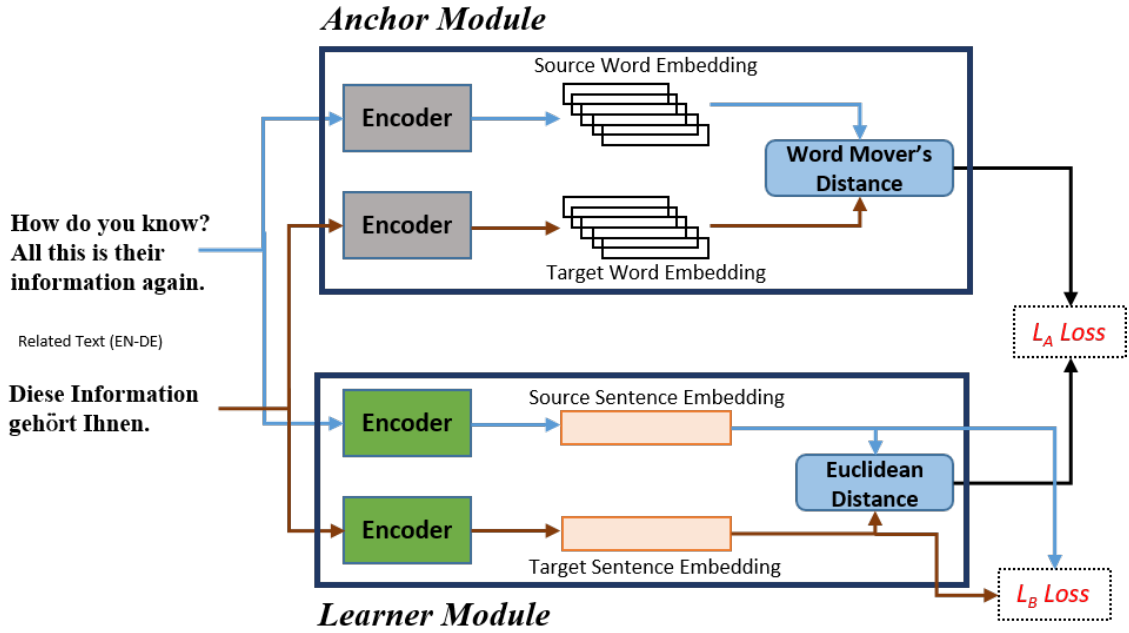 Anchor Module
Source Word Embedding
Encoder
Word Mover's
Distance
Encoder
Target Word Embedding
How do you know?
All this is their
information again.
Related Text (EN-DE)
Diese Information
gehört Ihnen.
L_A Loss
Source Sentence Embedding
Encoder
Euclidean
Distance
Encoder
Target Sentence Embedding
L_B Loss
Learner Module